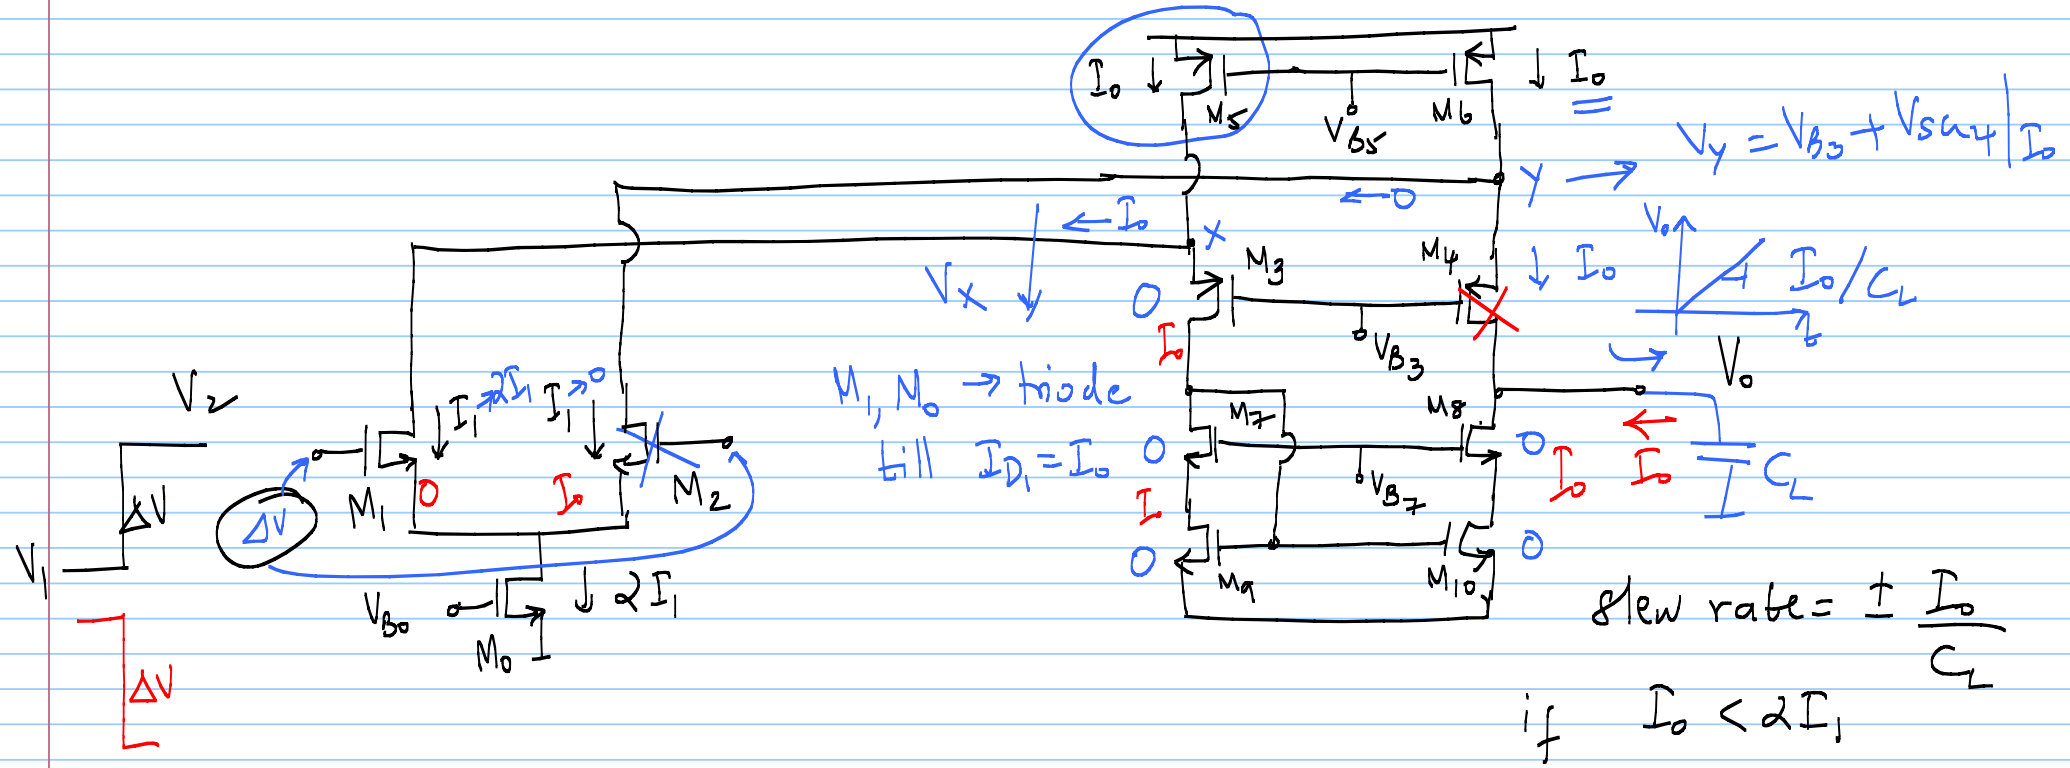 I₀ ↓
M5
V_B5
M6
↓ I₀
V_y = V_B3 + V_SG4|I₀
Y →
← 0
← I₀
X
V_x ↓
M3
M4
↓ I₀
V₀
I₀/C_L
t
0
I₀
V_B3
V₀
V₂
ΔV
V₁
I₁ → 2I₁
I₁ → 0
M₁, M₀ → triode
till I_D₁ = I₀
M7
M8
0
0
I₀
I₀
C_L
V_B7
ΔV
M1
0
I₀
M2
I₀
0
0
M9
M10
V_B0
M0
↓ 2I₁
slew rate = ± I₀/C_L
ΔV
if I₀ < 2I₁